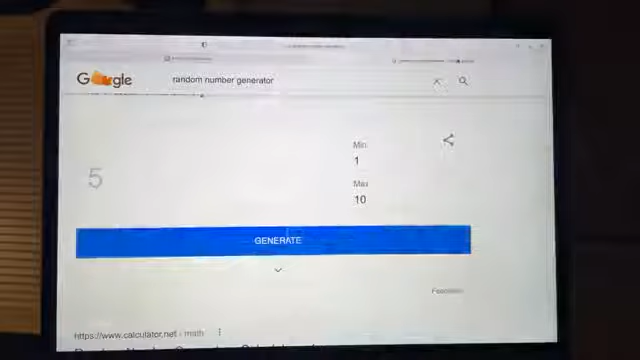 Google
random number generator
Min
1
5
Max
10
GENERATE
Feedback
https://www.calculator.net › math